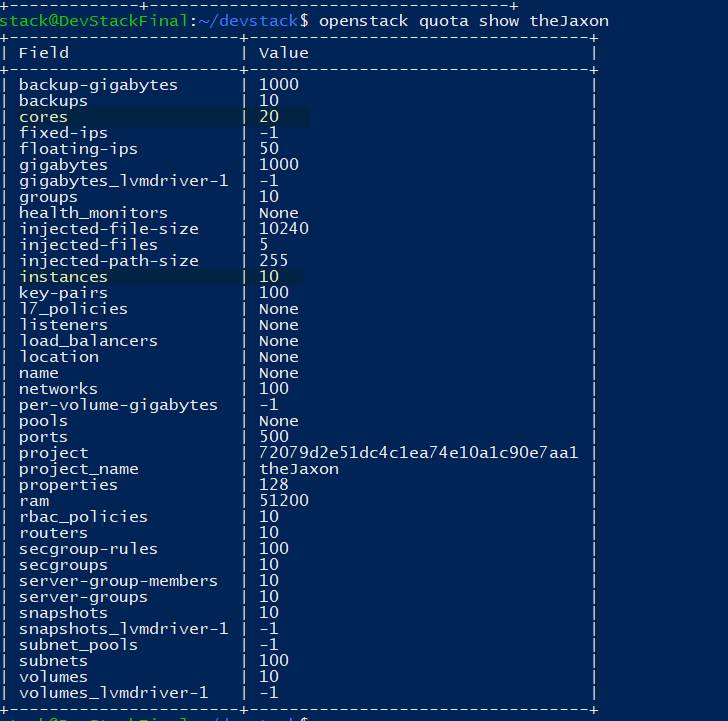 +-------------+-------------------------------------+
stack@DevStackFinal:~/devstack$ openstack quota show theJaxon
+-----------------------+----------------------------------+
| Field | Value |
+-----------------------+----------------------------------+
| backup-gigabytes | 1000 |
| backups | 10 |
| cores | 20 |
| fixed-ips | -1 |
| floating-ips | 50 |
| gigabytes | 1000 |
| gigabytes_lvmdriver-1 | -1 |
| groups | 10 |
| health_monitors | None |
| injected-file-size | 10240 |
| injected-files | 5 |
| injected-path-size | 255 |
| instances | 10 |
| key-pairs | 100 |
| l7_policies | None |
| listeners | None |
| load_balancers | None |
| location | None |
| name | None |
| networks | 100 |
| per-volume-gigabytes | -1 |
| pools | None |
| ports | 500 |
| project | 72079d2e51dc4c1ea74e10a1c90e7aa1 |
| project_name | theJaxon |
| properties | 128 |
| ram | 51200 |
| rbac_policies | 10 |
| routers | 10 |
| secgroup-rules | 100 |
| secgroups | 10 |
| server-group-members | 10 |
| server-groups | 10 |
| snapshots | 10 |
| snapshots_lvmdriver-1 | -1 |
| subnet_pools | -1 |
| subnets | 100 |
| volumes | 10 |
| volumes_lvmdriver-1 | -1 |
+-----------------------+----------------------------------+
stack@DevStackFinal:~/devstack$